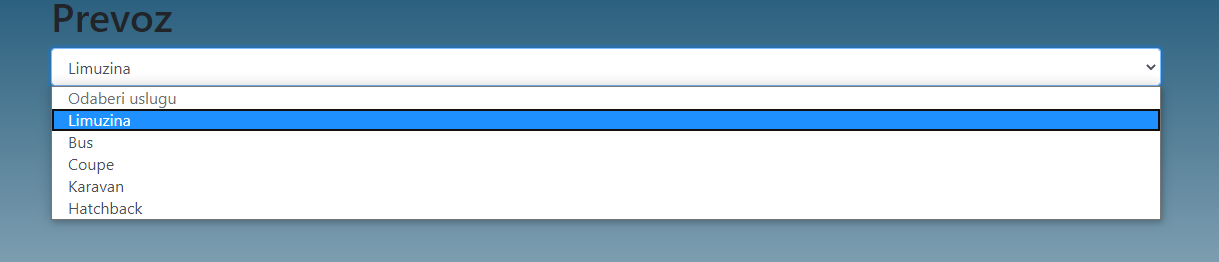 Prevoz
Limuzina
Odaberi uslugu
Limuzina
Bus
Coupe
Karavan
Hatchback